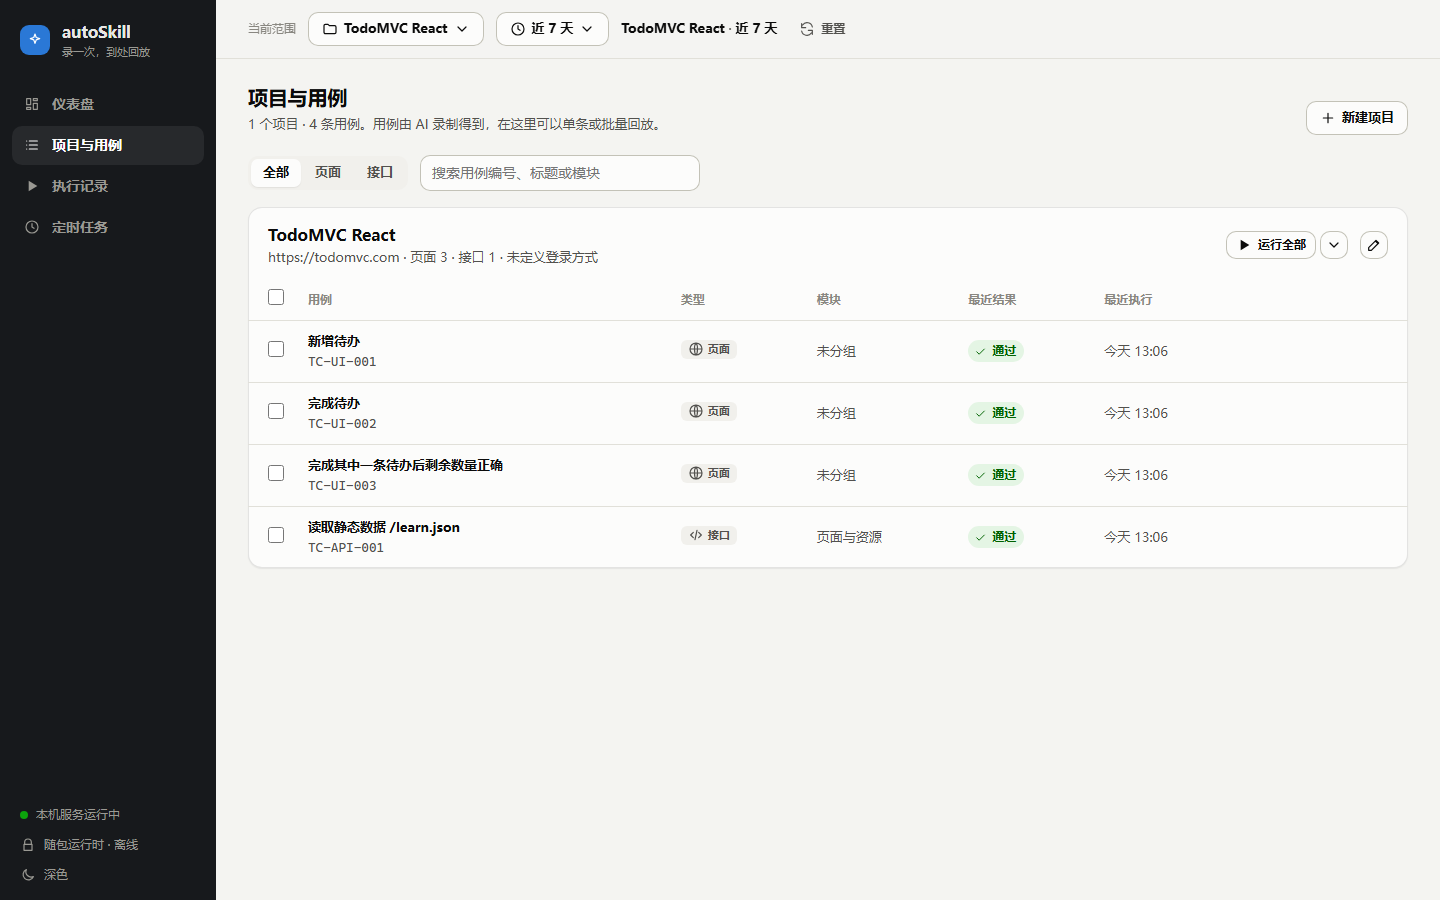 autoSkill
录一次，到处回放
仪表盘
项目与用例
执行记录
定时任务
本机服务运行中
随包运行时 · 离线
深色
当前范围 TodoMVC React 近 7 天 TodoMVC React · 近 7 天 重置
项目与用例
1 个项目 · 4 条用例。用例由 AI 录制得到，在这里可以单条或批量回放。
新建项目
全部 页面 接口 搜索用例编号、标题或模块
TodoMVC React
https://todomvc.com · 页面 3 · 接口 1 · 未定义登录方式
运行全部
用例 类型 模块 最近结果 最近执行
新增待办
TC-UI-001
页面 未分组 通过 今天 13:06
完成待办
TC-UI-002
页面 未分组 通过 今天 13:06
完成其中一条待办后剩余数量正确
TC-UI-003
页面 未分组 通过 今天 13:06
读取静态数据 /learn.json
TC-API-001
接口 页面与资源 通过 今天 13:06